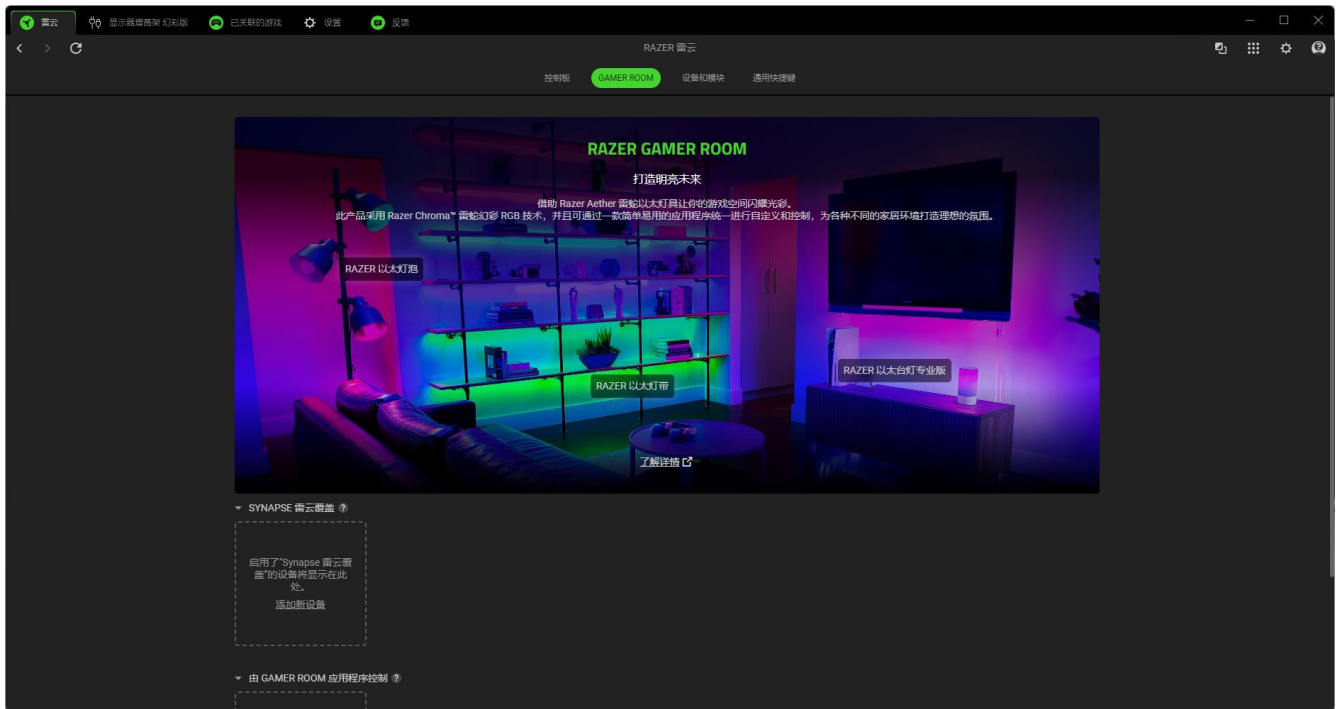 雷云
显示器增高架 幻彩版
已关联的游戏
设置
反馈
RAZER 雷云
控制板
GAMER ROOM
设备和模块
通用快捷键
RAZER GAMER ROOM
打造明亮未来
借助 Razer Aether 雷蛇以太灯具让你的游戏空间闪耀光彩。
此产品采用 Razer Chroma™ 雷蛇幻彩 RGB 技术，并且可通过一款简单易用的应用程序统一进行自定义和控制，为各种不同的家居环境打造理想的氛围。
RAZER 以太灯泡
RAZER 以太台灯专业版
RAZER 以太灯带
了解详情
SYNAPSE 雷云覆盖 ?
启用了"Synapse 雷云覆
盖"的设备将显示在此
处。
添加新设备
由 GAMER ROOM 应用程序控制 ?